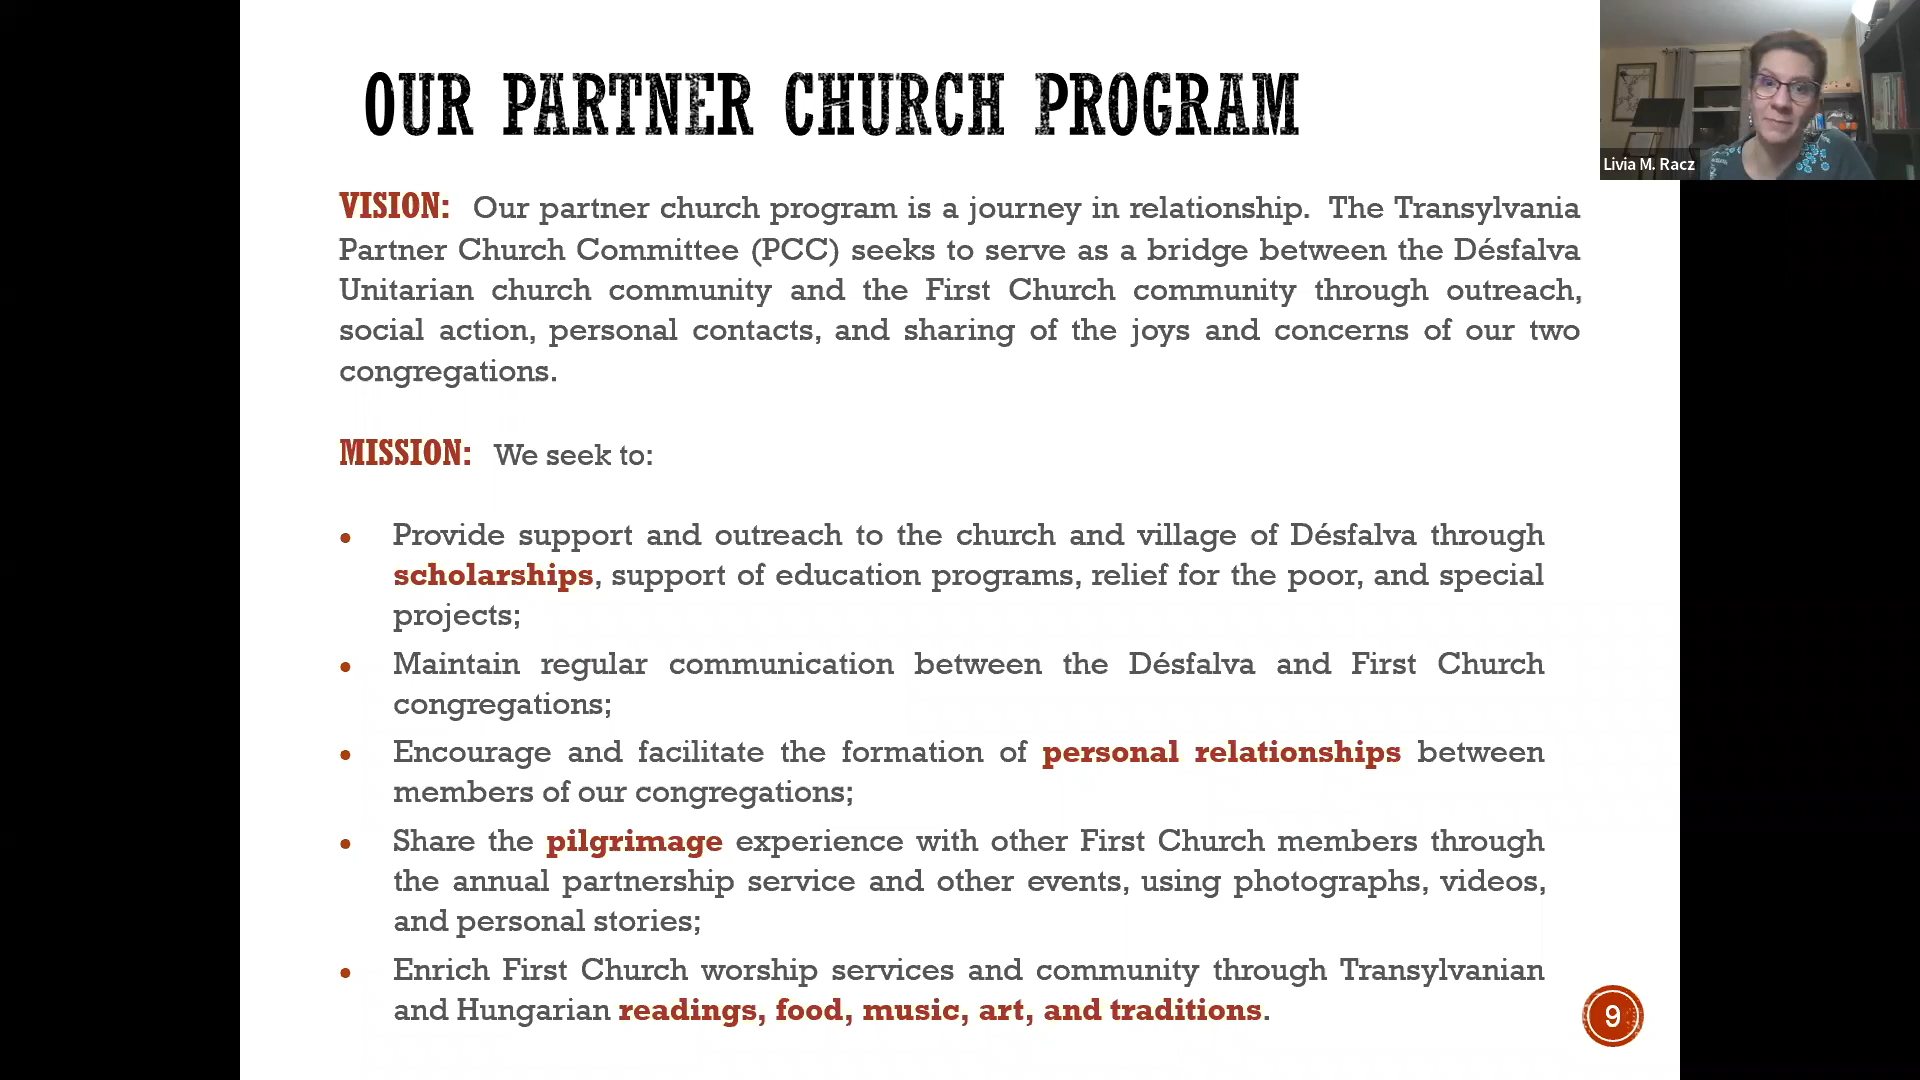 OUR PARTNER CHURCH PROGRAM
Livia M. Racz
VISION: Our partner church program is a journey in relationship. The Transylvania
Partner Church Committee (PCC) seeks to serve as a bridge between the Désfalva
Unitarian church community and the First Church community through outreach,
social action, personal contacts, and sharing of the joys and concerns of our two
congregations.
MISSION: We seek to:
• Provide support and outreach to the church and village of Désfalva through
scholarships, support of education programs, relief for the poor, and special
projects;
• Maintain regular communication between the Désfalva and First Church
congregations;
• Encourage and facilitate the formation of personal relationships between
members of our congregations;
• Share the pilgrimage experience with other First Church members through
the annual partnership service and other events, using photographs, videos,
and personal stories;
• Enrich First Church worship services and community through Transylvanian
and Hungarian readings, food, music, art, and traditions.
9